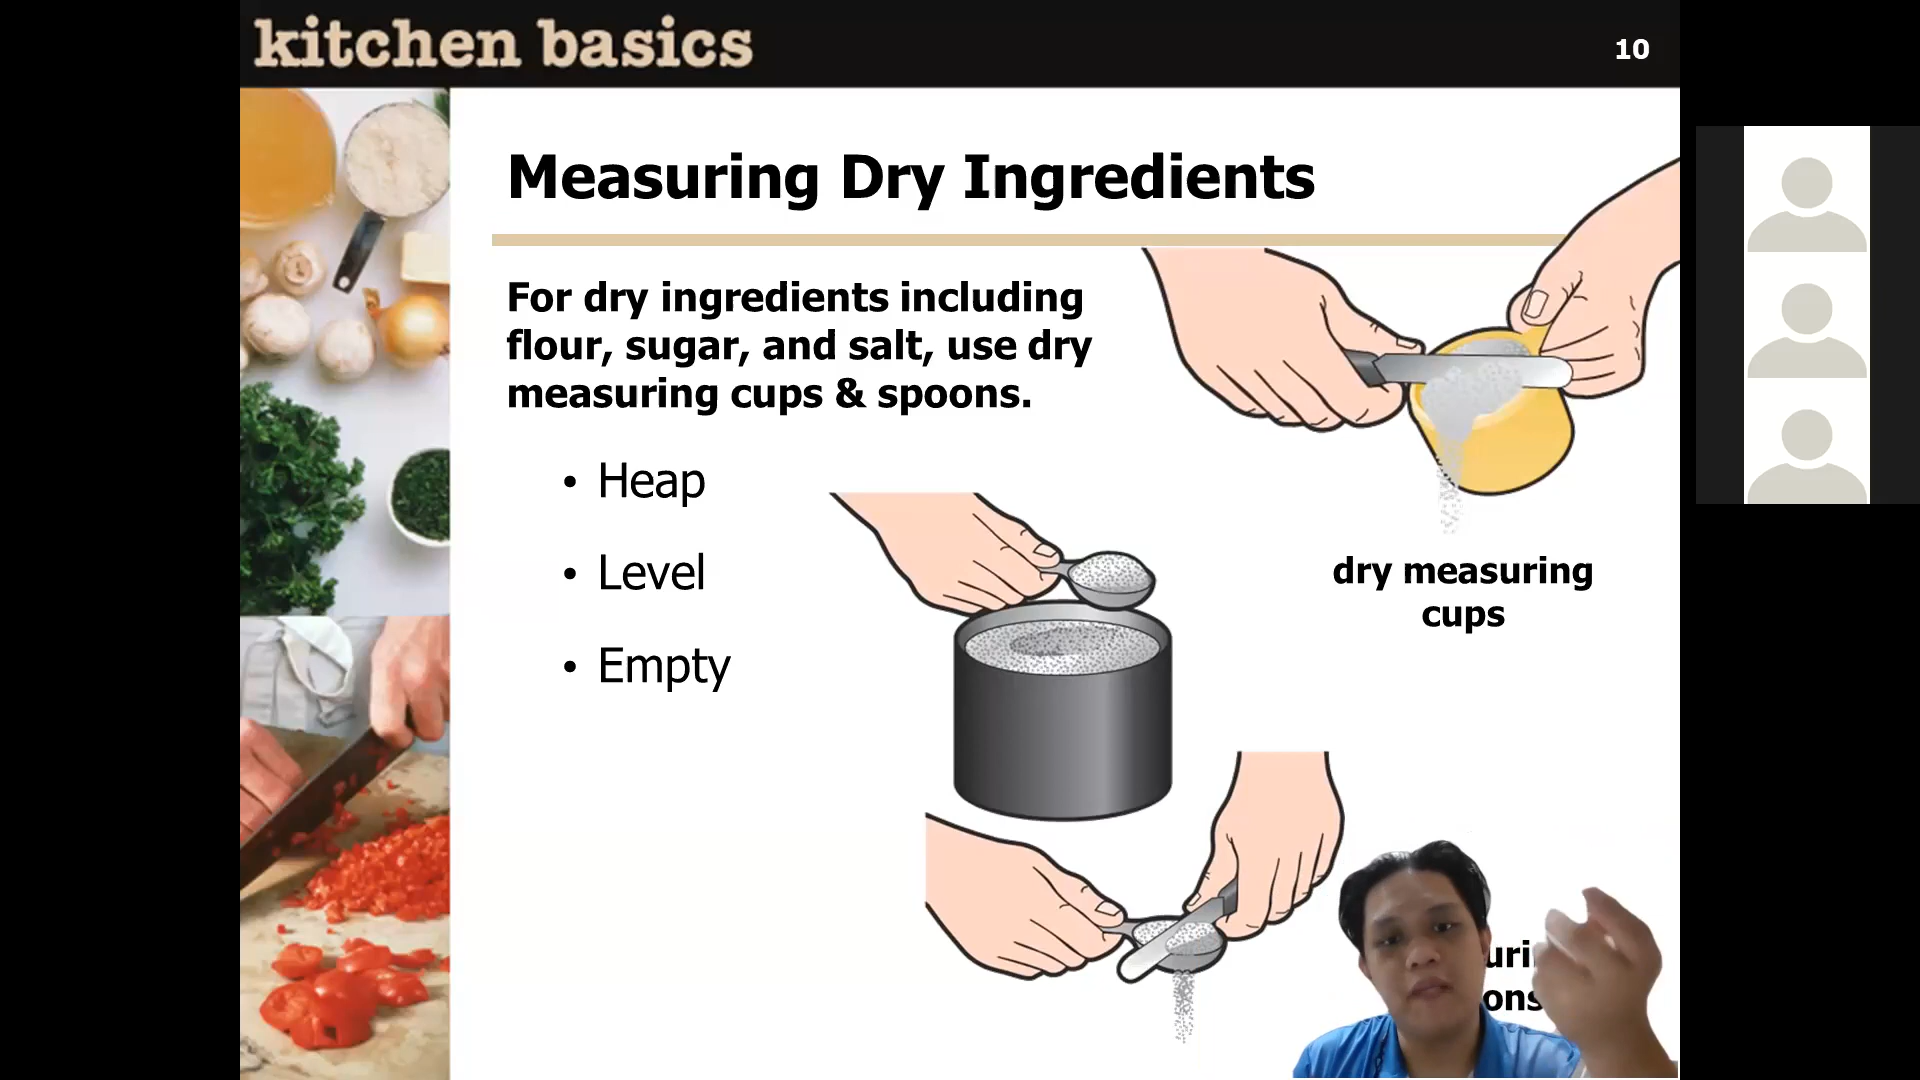 kitchen basics
10
Measuring Dry Ingredients
For dry ingredients including
flour, sugar, and salt, use dry
measuring cups & spoons.
• Heap
• Level
• Empty
dry measuring
cups